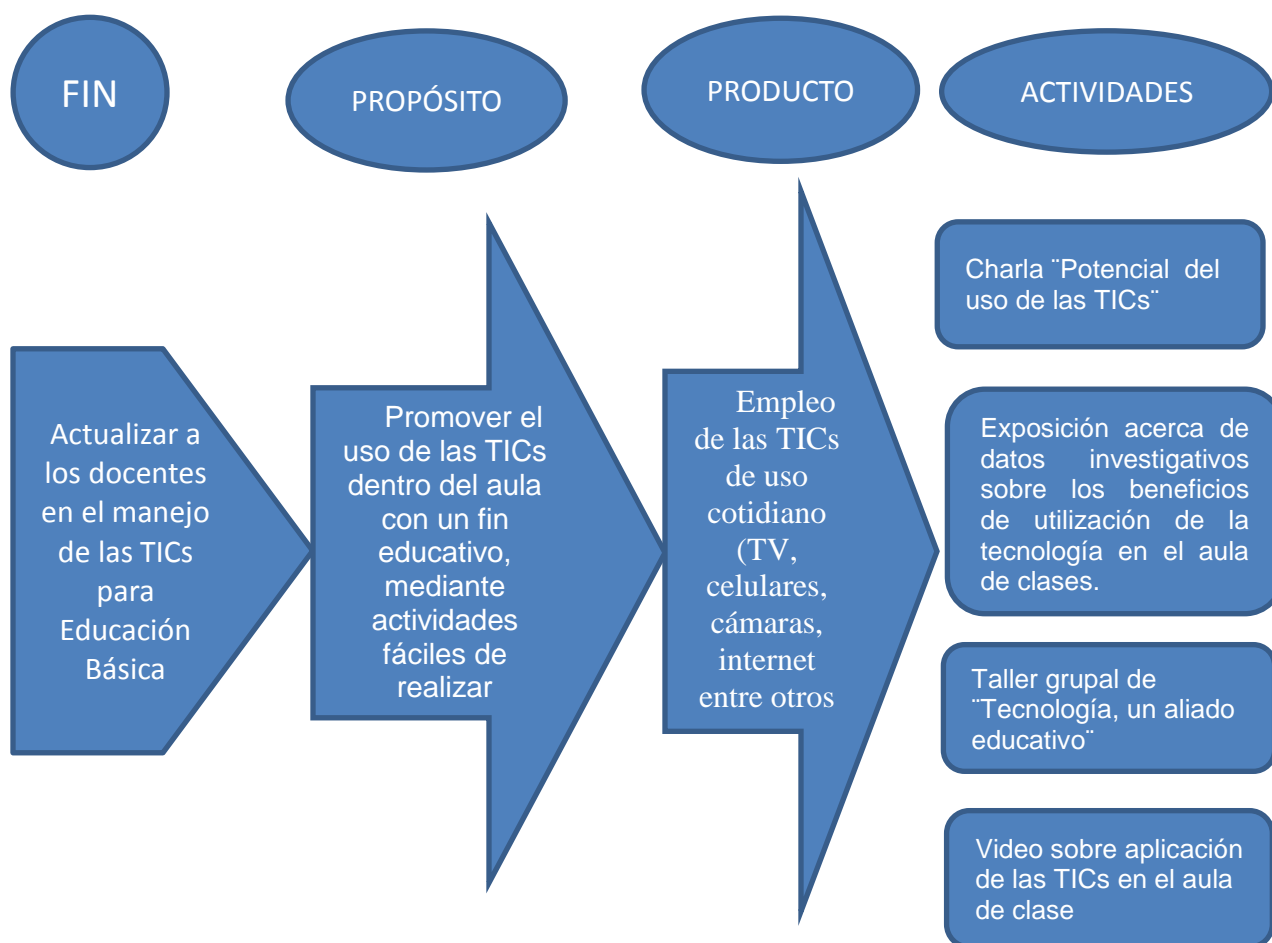 FIN
PROPÓSITO
PRODUCTO
ACTIVIDADES
Actualizar a
los docentes
en el manejo
de las TICs
para
Educación
Básica
Promover el
uso de las TICs
dentro del aula
con un fin
educativo,
mediante
actividades
fáciles de
realizar
Empleo
de las TICs
de uso
cotidiano
(TV,
celulares,
cámaras,
internet
entre otros
Charla ¨Potencial del
uso de las TICs¨
Exposición acerca de
datos investigativos
sobre los beneficios
de utilización de la
tecnología en el aula
de clases.
Taller grupal de
¨Tecnología, un aliado
educativo¨
Video sobre aplicación
de las TICs en el aula
de clase